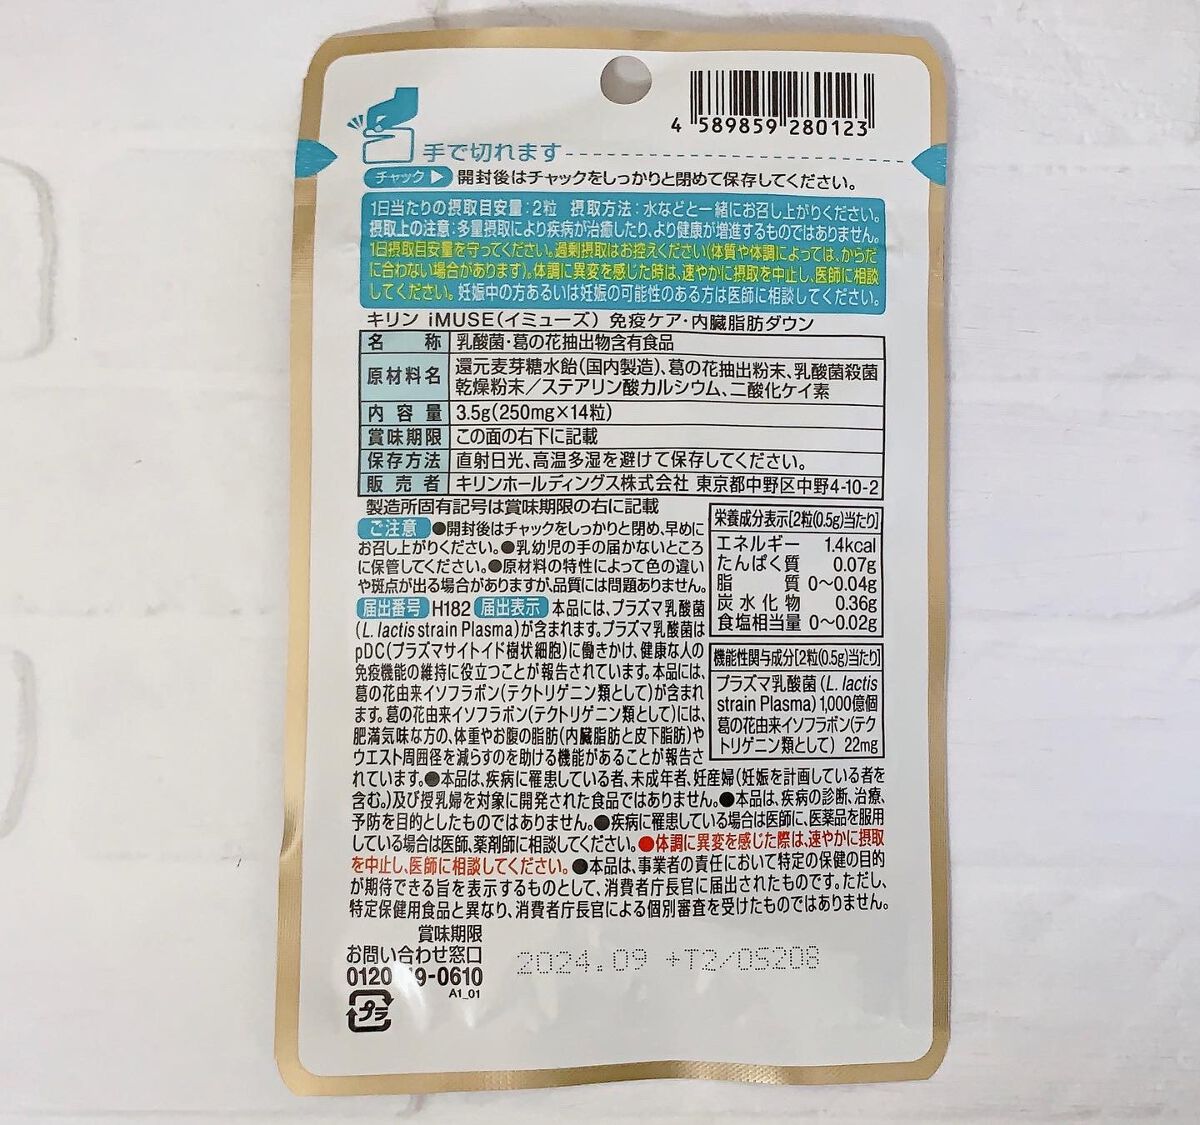 4 589859 280123
手で切れます
チャック 開封後はチャックをしっかりと閉めて保存してください。
1日当たりの摂取目安量：2粒 摂取方法：水などと一緒にお召し上がりください。
摂取上の注意：多量摂取により疾病が治癒したり、より健康が増進するものではありません。
1日摂取目安量を守ってください。過剰摂取はお控えください（体質や体調によっては、からだ
に合わない場合があります）。体調に異変を感じた時は、速やかに摂取を中止し、医師に相談
してください。妊娠中の方あるいは妊娠の可能性のある方は医師に相談してください。
キリン iMUSE（イミューズ）免疫ケア・内臓脂肪ダウン
名称 乳酸菌・葛の花抽出物含有食品
原材料名 還元麦芽糖水飴（国内製造）、葛の花抽出粉末、乳酸菌殺菌
乾燥粉末／ステアリン酸カルシウム、二酸化ケイ素
内容量 3.5g（250mg×14粒）
賞味期限 この面の右下に記載
保存方法 直射日光、高温多湿を避けて保存してください。
販売者 キリンホールディングス株式会社 東京都中野区中野4-10-2
製造所固有記号は賞味期限の右に記載
ご注意 ●開封後はチャックをしっかりと閉め、早めに
お召し上がりください。●乳幼児の手の届かないところ
に保管してください。●原材料の特性によって色の違い
や斑点が出る場合がありますが、品質には問題ありません。
栄養成分表示[2粒(0.5g)当たり]
エネルギー 1.4kcal
たんぱく質 0.07g
脂質 0～0.04g
炭水化物 0.36g
食塩相当量 0～0.02g
機能性関与成分[2粒(0.5g)当たり]
プラズマ乳酸菌（L. lactis
strain Plasma）1,000億個
葛の花由来イソフラボン（テク
トリゲニン類として） 22mg
届出番号 H182 届出表示 本品には、プラズマ乳酸菌
（L. lactis strain Plasma）が含まれます。プラズマ乳酸菌は
pDC（プラズマサイトイド樹状細胞）に働きかけ、健康な人の
免疫機能の維持に役立つことが報告されています。本品には、
葛の花由来イソフラボン（テクトリゲニン類として）が含まれ
ます。葛の花由来イソフラボン（テクトリゲニン類として）には、
肥満気味な方の、体重やお腹の脂肪（内臓脂肪と皮下脂肪）や
ウエスト周囲径を減らすのを助ける機能があることが報告さ
れています。●本品は、疾病に罹患している者、未成年者、妊産婦（妊娠を計画している者を
含む。）及び授乳婦を対象に開発された食品ではありません。●本品は、疾病の診断、治療、
予防を目的としたものではありません。●疾病に罹患している場合は医師に、医薬品を服用
している場合は医師、薬剤師に相談してください。●体調に異変を感じた際は、速やかに摂取
を中止し、医師に相談してください。●本品は、事業者の責任において特定の保健の目的
が期待できる旨を表示するものとして、消費者庁長官に届出されたものです。ただし、
特定保健用食品と異なり、消費者庁長官による個別審査を受けたものではありません。
賞味期限
2024.09 +T2/0S208
お問い合わせ窓口
0120 9-0610
A1_01
プラ